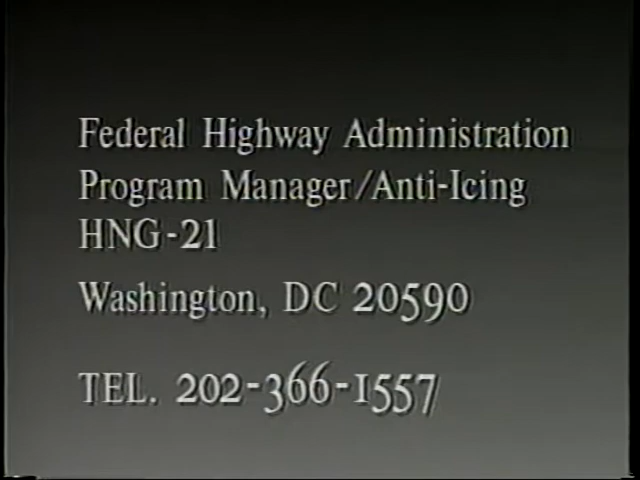 Federal Highway Administration
Program Manager/Anti-Icing
HNG-21
Washington, DC 20590
TEL. 202-366-1557